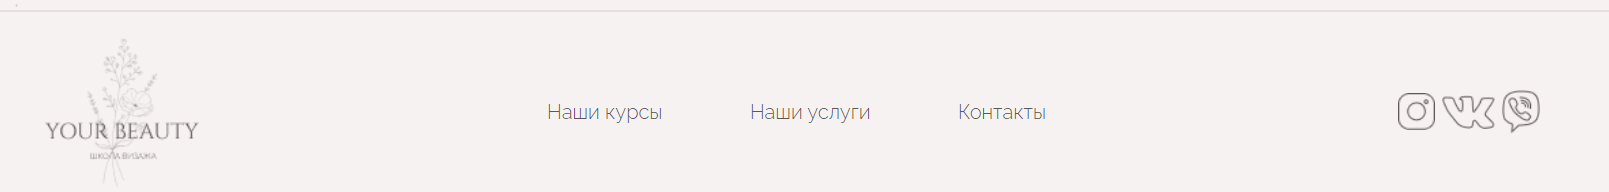 YOUR BEAUTY
ШКОЛА ВИЗАЖА
Наши курсы
Наши услуги
Контакты